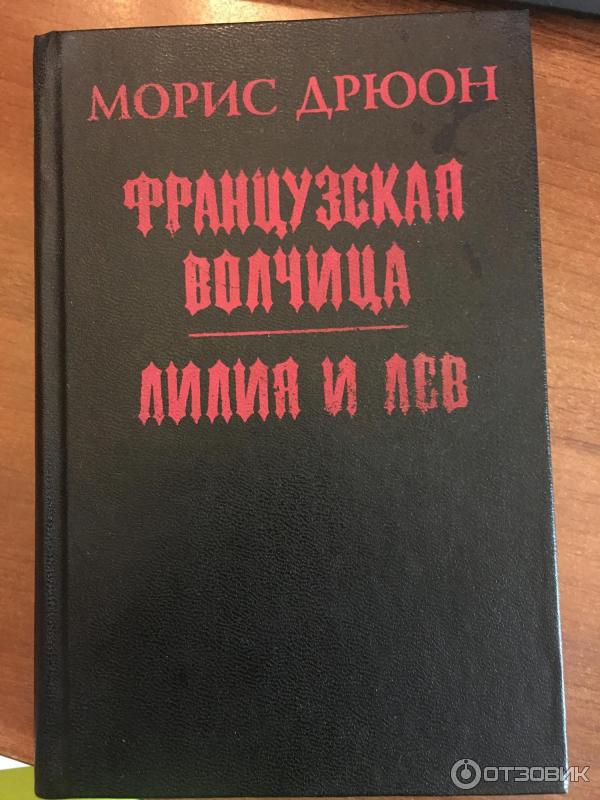 МОРИС ДРЮОН
ФРАНЦУЗСКАЯ
ВОЛЧИЦА
ЛИЛИЯ И ЛЕВ
ОТЗОВИК